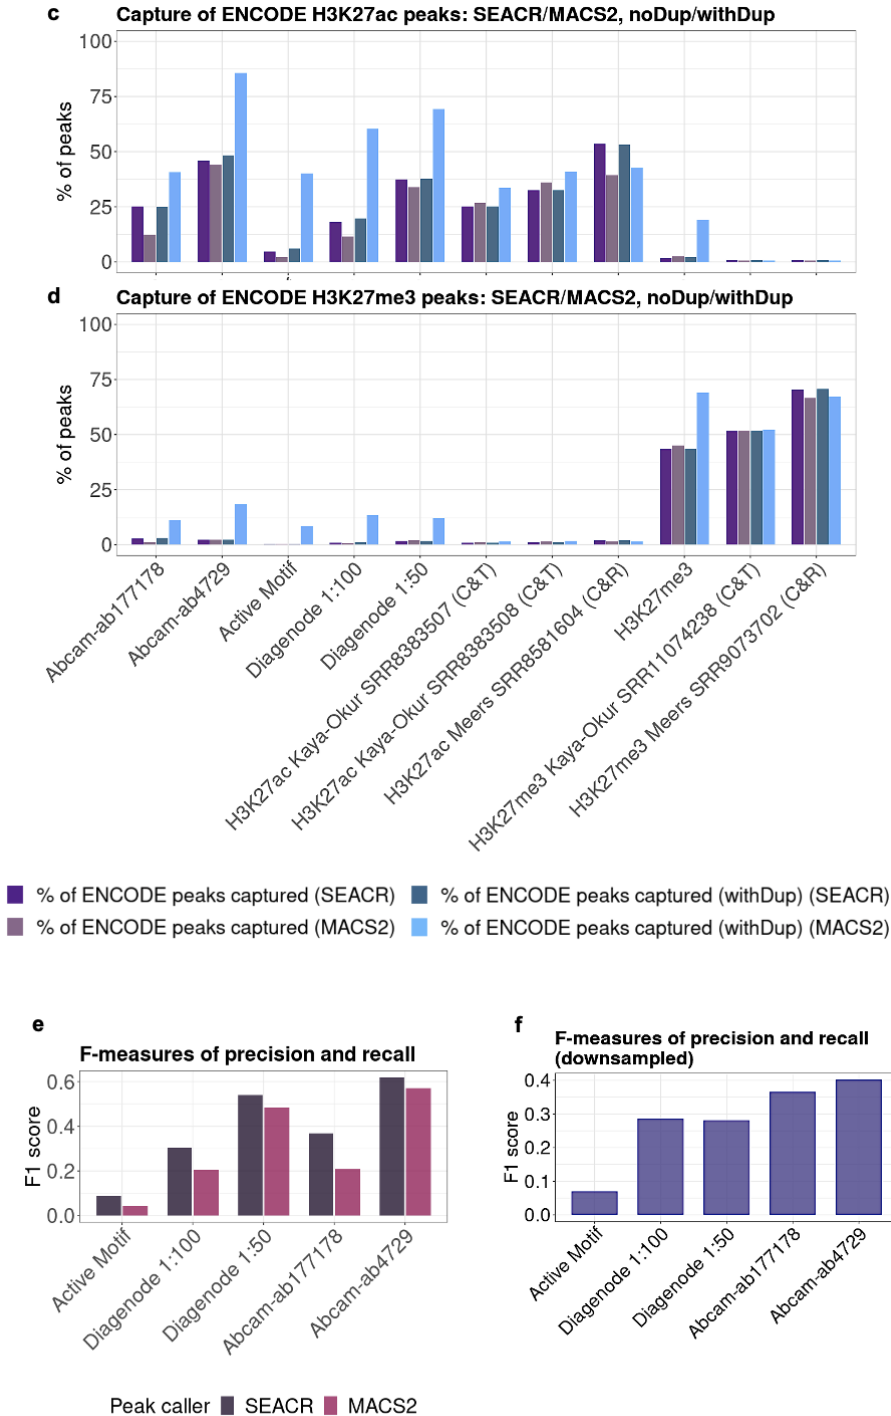 c
Capture of ENCODE H3K27ac peaks: SEACR/MACS2, noDup/withDup
100
75
50
25
0
% of peaks
d
Capture of ENCODE H3K27me3 peaks: SEACR/MACS2, noDup/withDup
100
75
50
25
0
% of peaks
Abcam-ab177178
Abcam-ab4729
Active Motif
Diagenode 1:100
Diagenode 1:50
H3K27ac Kaya-Okur SRR8383507 (C&T)
H3K27ac Kaya-Okur SRR8383508 (C&T)
H3K27ac Meers SRR8581604 (C&R)
H3K27me3
H3K27me3 Kaya-Okur SRR11074238 (C&T)
H3K27me3 Meers SRR9073702 (C&R)
% of ENCODE peaks captured (SEACR)
% of ENCODE peaks captured (withDup) (SEACR)
% of ENCODE peaks captured (MACS2)
% of ENCODE peaks captured (withDup) (MACS2)
e
F-measures of precision and recall
0.6
0.4
0.2
0.0
F1 score
Active Motif
Diagenode 1:100
Diagenode 1:50
Abcam-ab177178
Abcam-ab4729
Peak caller SEACR MACS2
f
F-measures of precision and recall
(downsampled)
0.4
0.3
0.2
0.1
0.0
F1 score
Active Motif
Diagenode 1:100
Diagenode 1:50
Abcam-ab177178
Abcam-ab4729